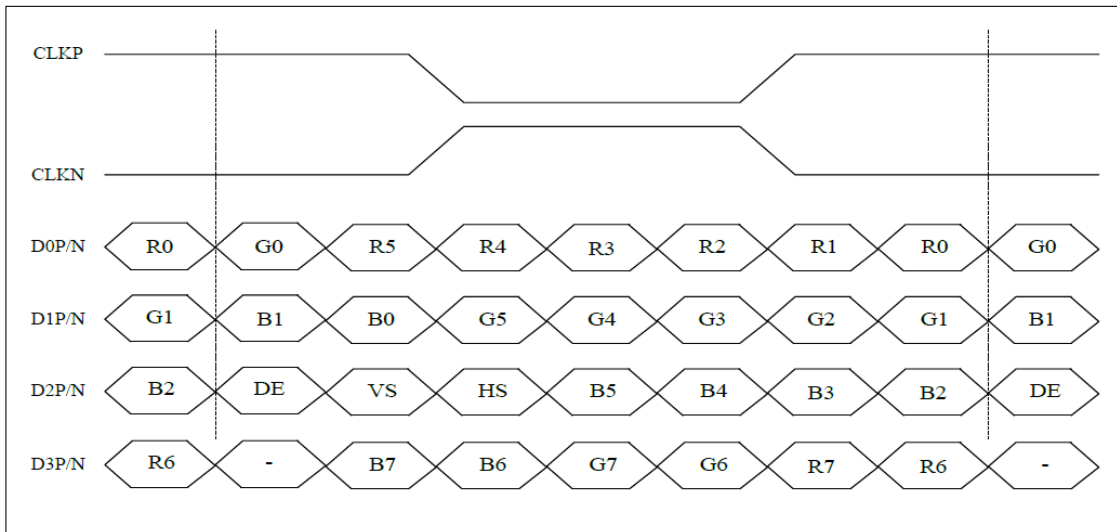 CLKP
CLKN
D0P/N R0 G0 R5 R4 R3 R2 R1 R0 G0
D1P/N G1 B1 B0 G5 G4 G3 G2 G1 B1
D2P/N B2 DE VS HS B5 B4 B3 B2 DE
D3P/N R6 - B7 B6 G7 G6 R7 R6 -